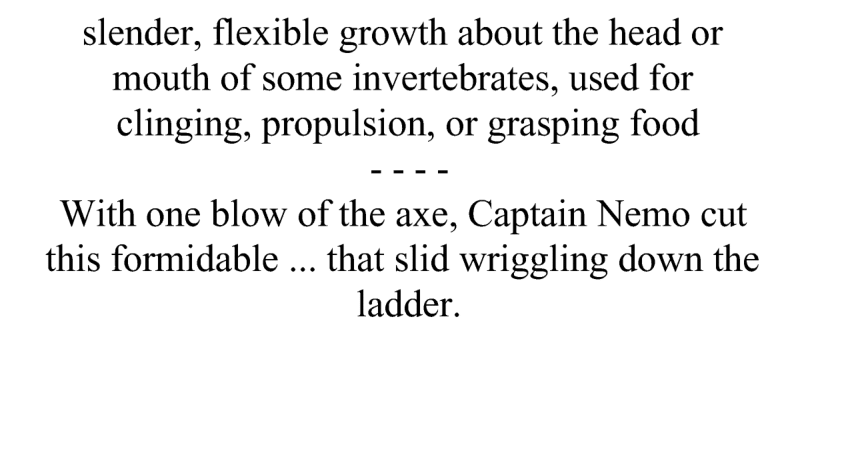 slender, flexible growth about the head or
mouth of some invertebrates, used for
clinging, propulsion, or grasping food
- - - -
With one blow of the axe, Captain Nemo cut
this formidable ... that slid wriggling down the
ladder.